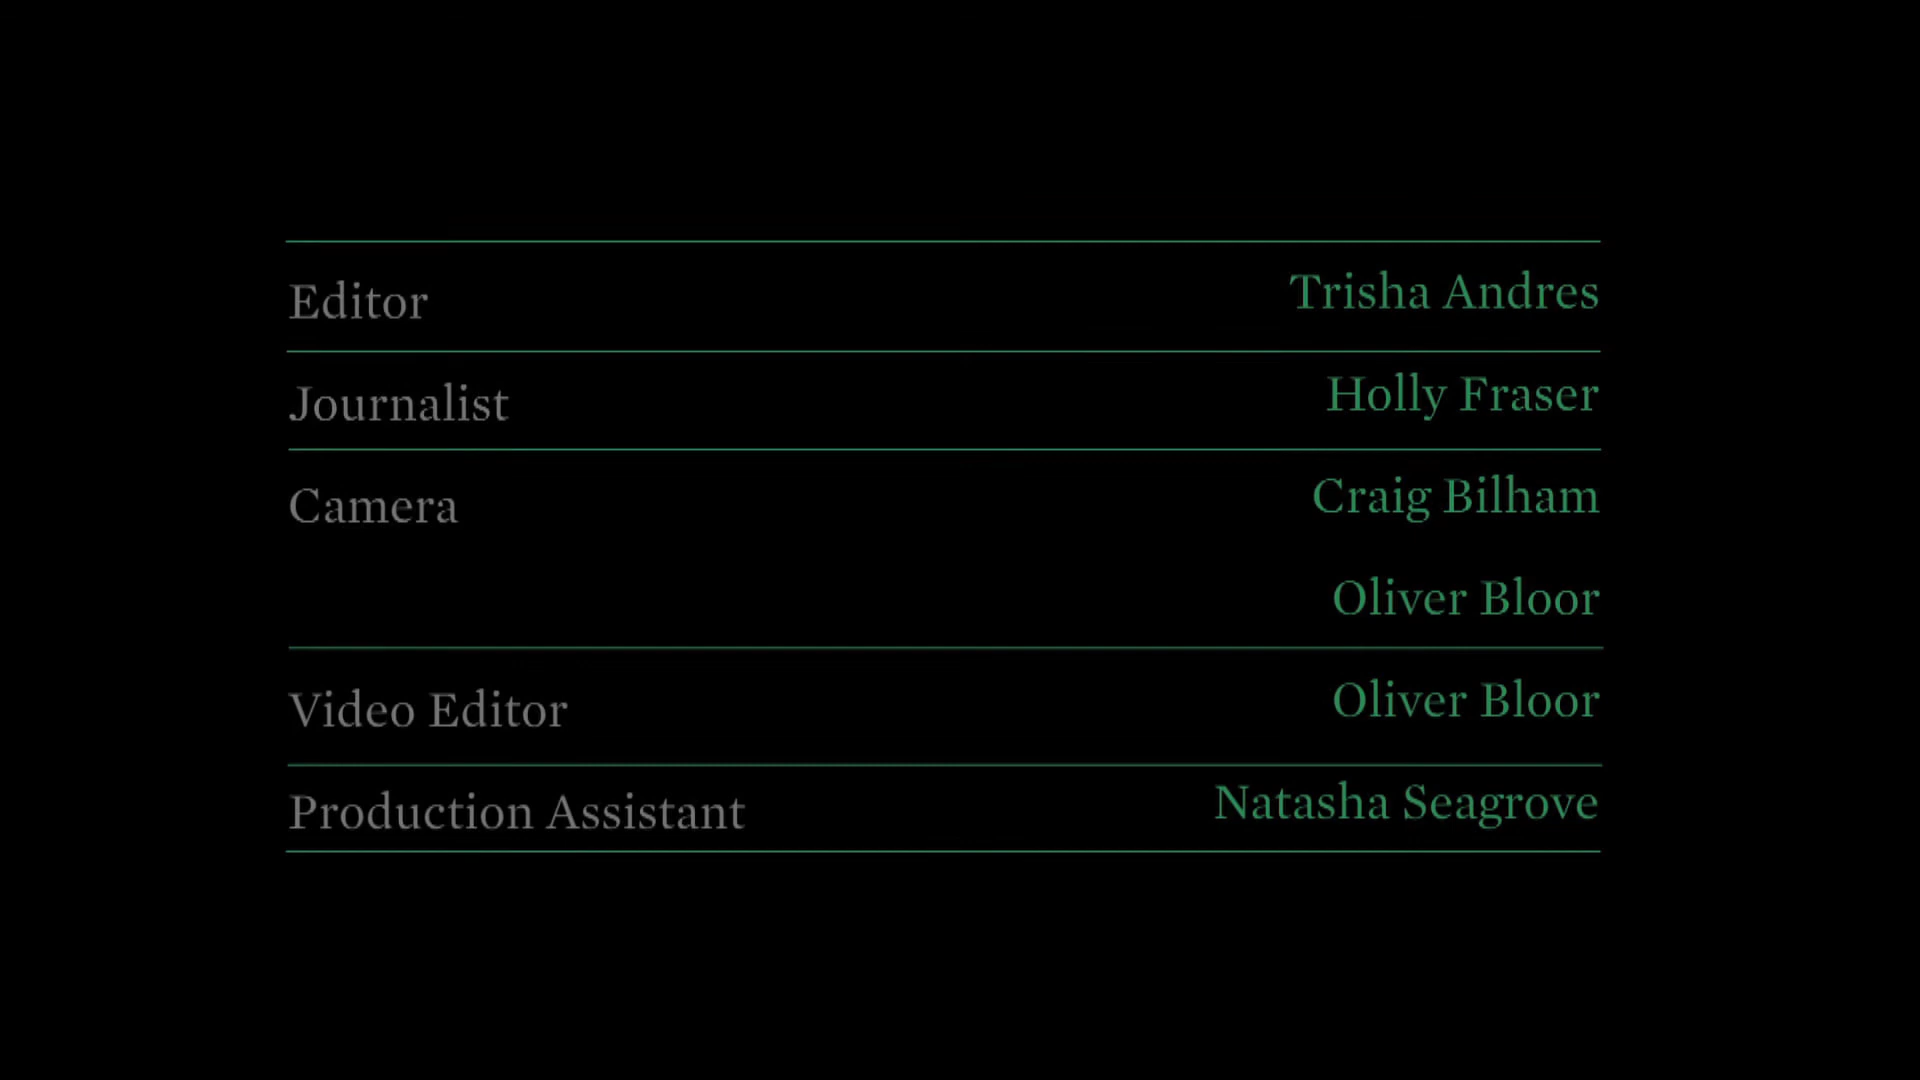 Editor Trisha Andres
Journalist Holly Fraser
Camera Craig Bilham
Oliver Bloor
Video Editor Oliver Bloor
Production Assistant Natasha Seagrove